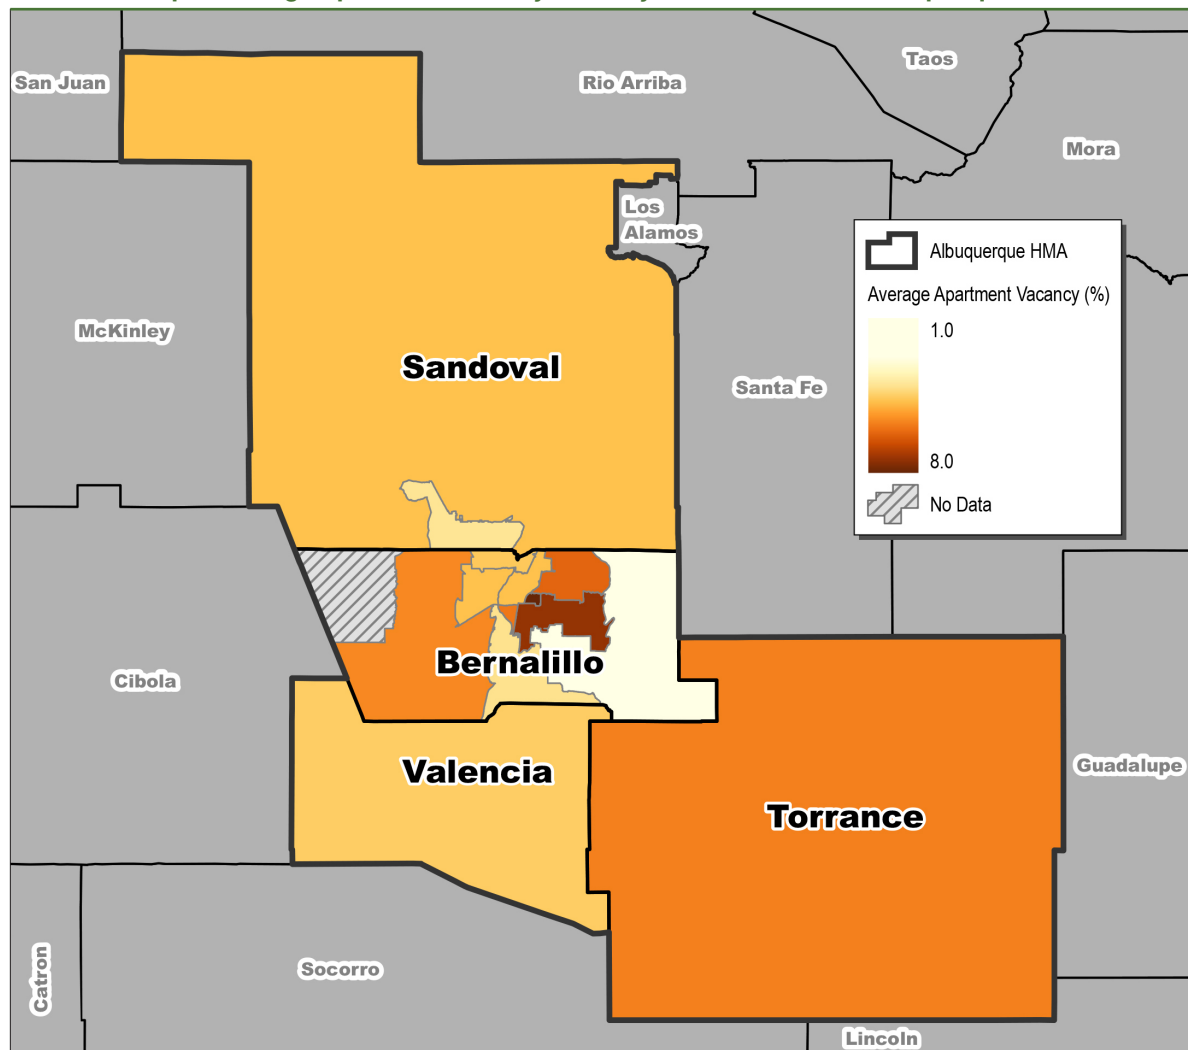 San Juan
Rio Arriba
Taos
Mora
Los
Alamos
McKinley
Sandoval
Santa Fe
Albuquerque HMA
Average Apartment Vacancy (%)
1.0
8.0
No Data
Cibola
Bernalillo
Valencia
Torrance
Guadalupe
Catron
Socorro
Lincoln